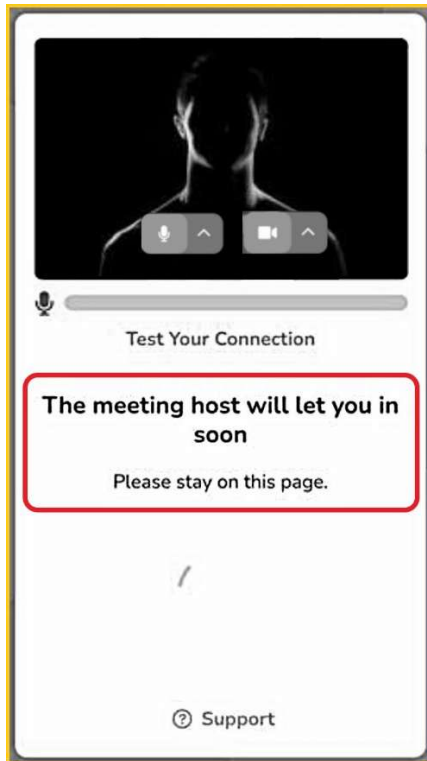 Test Your Connection
The meeting host will let you in
soon
Please stay on this page.
Support